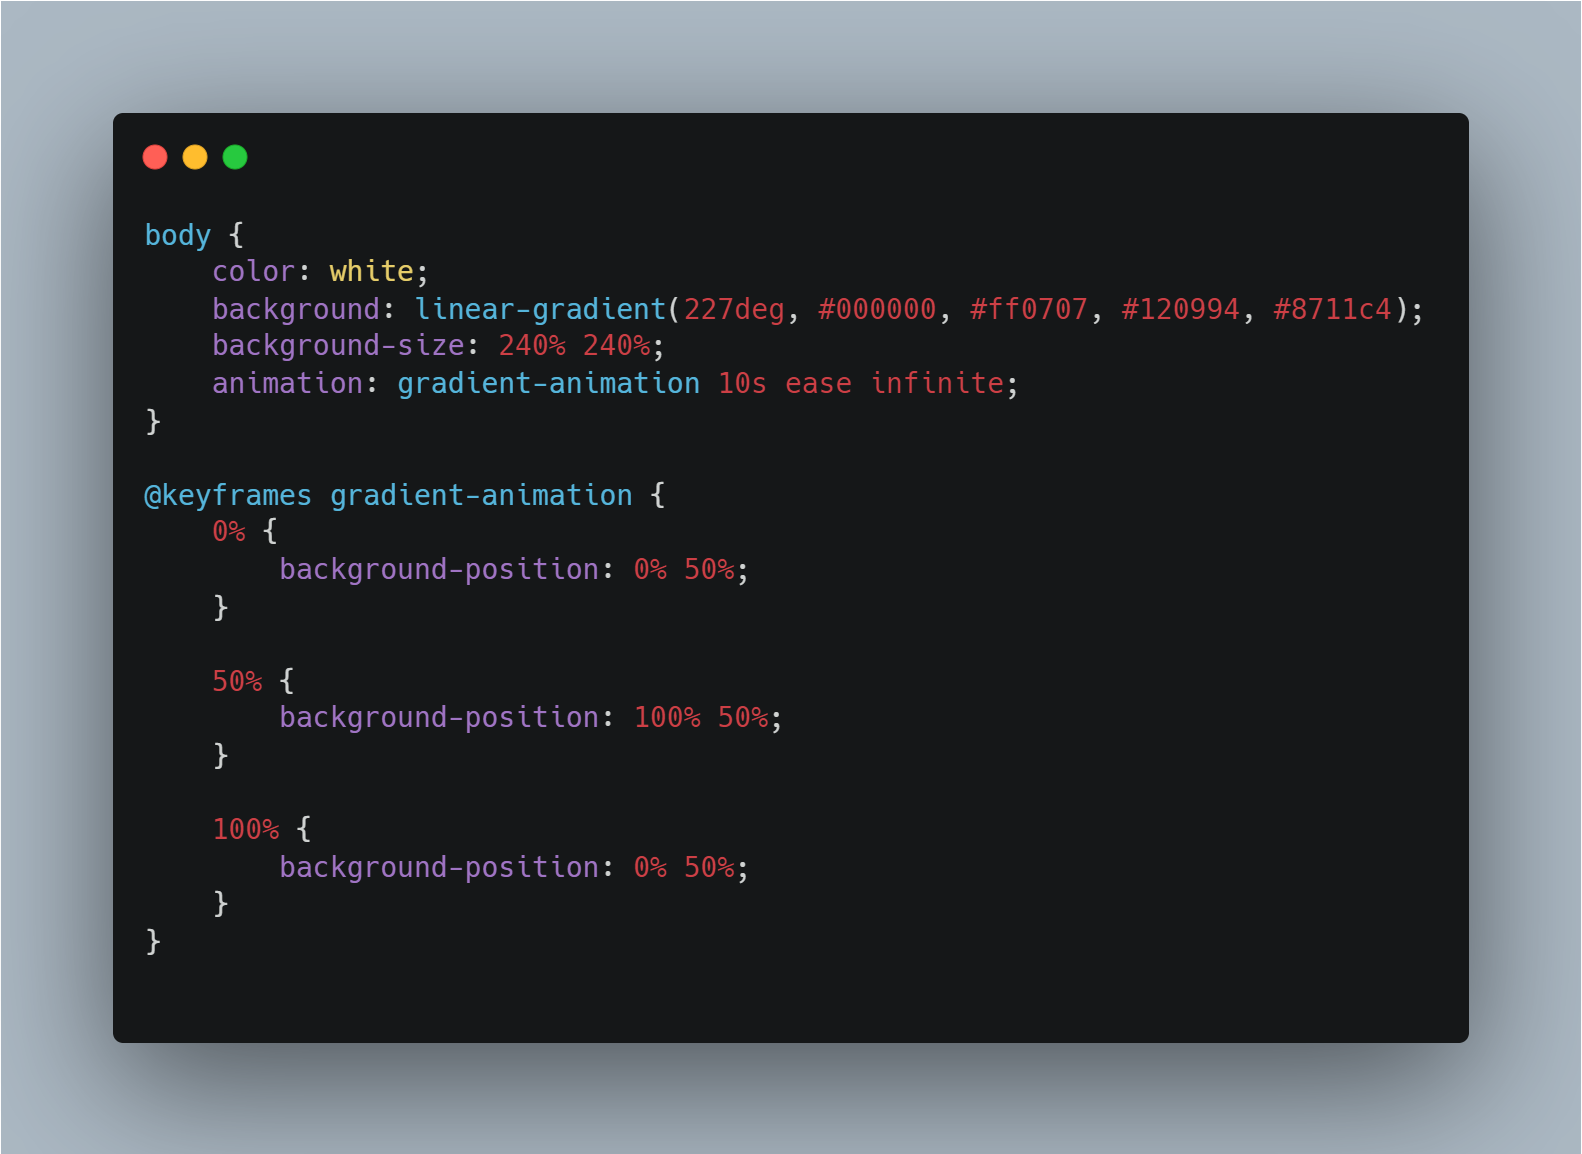 body {
    color: white;
    background: linear-gradient(227deg, #000000, #ff0707, #120994, #8711c4);
    background-size: 240% 240%;
    animation: gradient-animation 10s ease infinite;
}

@keyframes gradient-animation {
    0% {
        background-position: 0% 50%;
    }

    50% {
        background-position: 100% 50%;
    }

    100% {
        background-position: 0% 50%;
    }
}